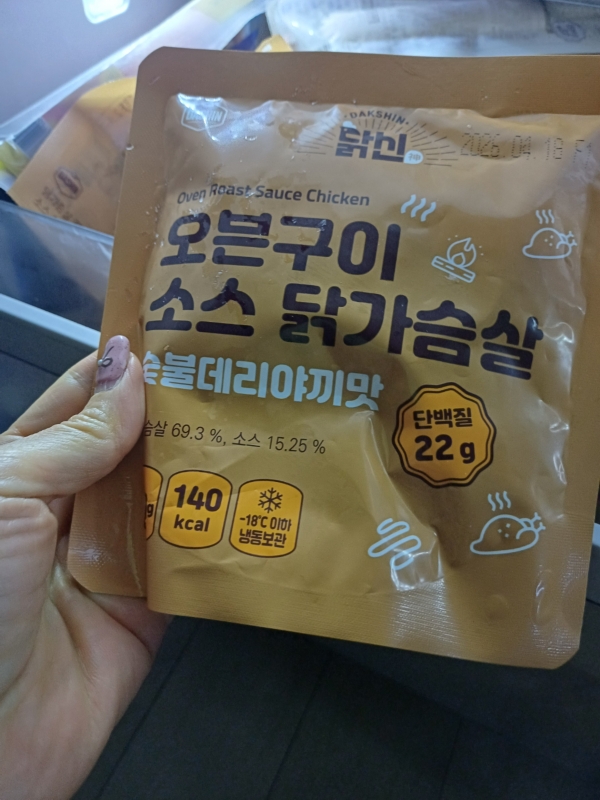 DAKSHIN
닭신
2026.04.18
Oven Roast Sauce Chicken
오븐구이
소스 닭가슴살
숯불데리야끼맛
단백질
22 g
슴살 69.3 %, 소스 15.25 %
g
140
kcal
-18℃ 이하
냉동보관